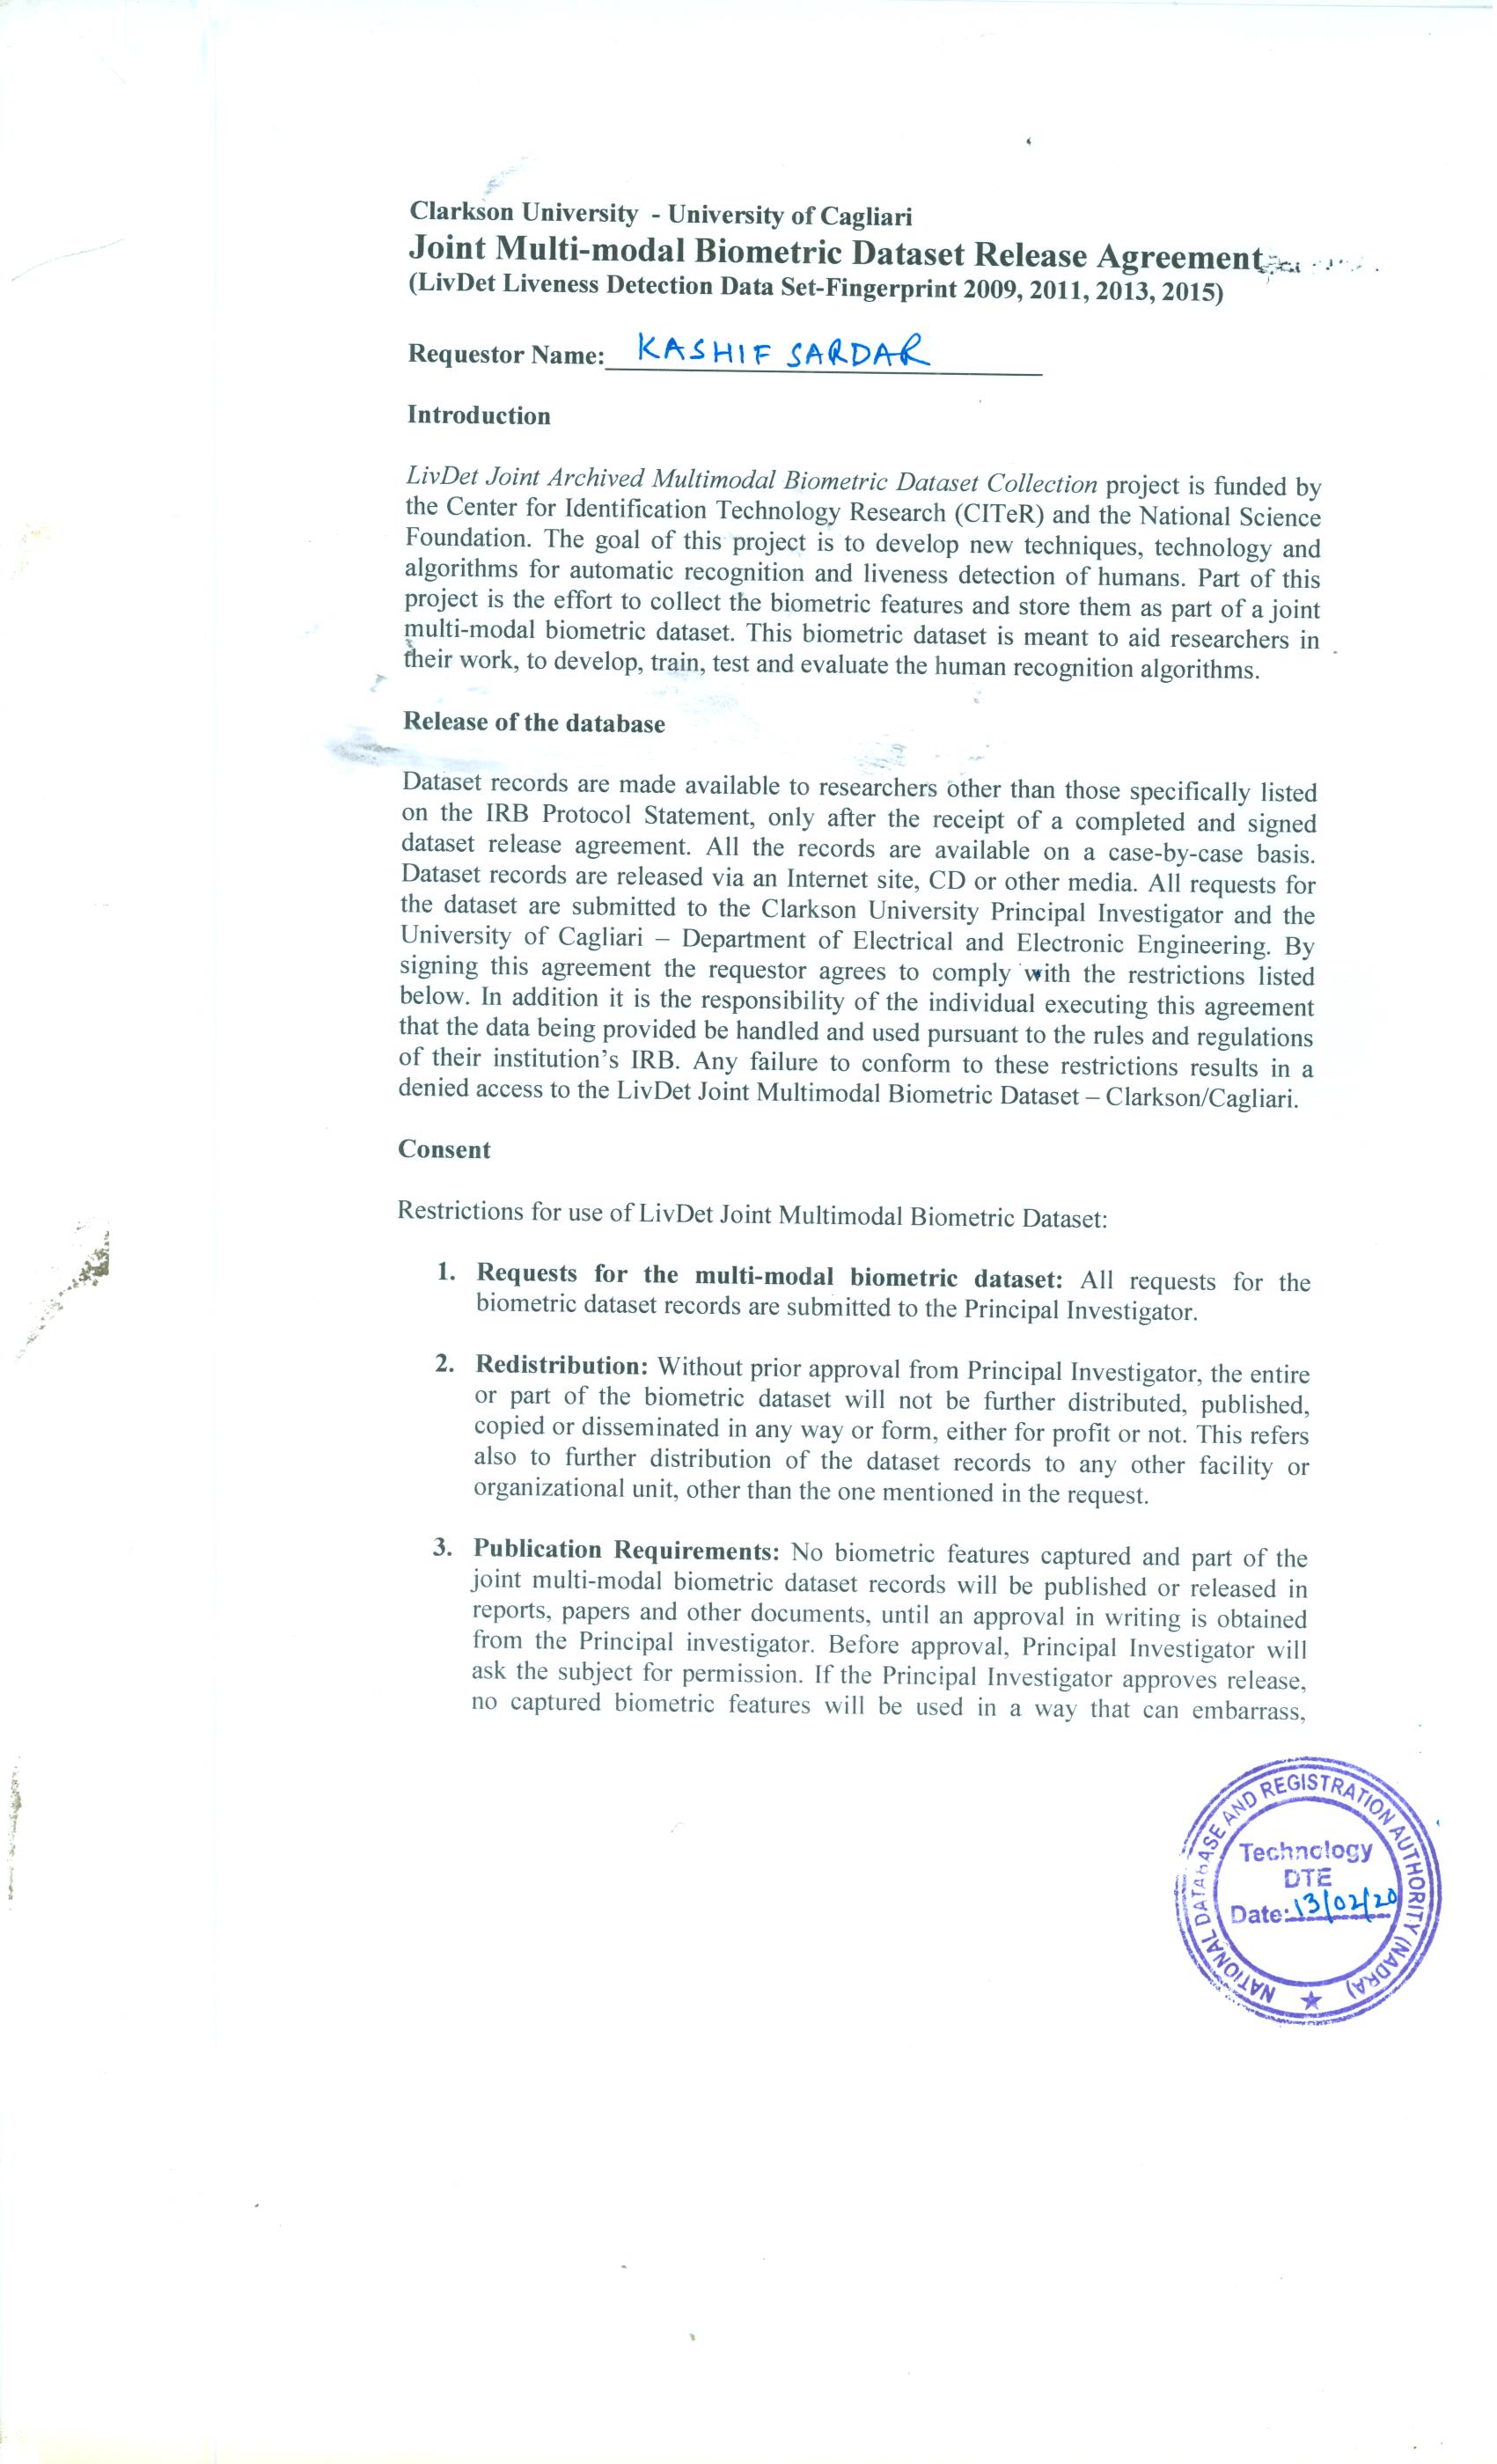 Clarkson University - University of Cagliari
Joint Multi-modal Biometric Dataset Release Agreement
(LivDet Liveness Detection Data Set-Fingerprint 2009, 2011, 2013, 2015)
Requestor Name: KASHIF SARDAR
Introduction
LivDet Joint Archived Multimodal Biometric Dataset Collection project is funded by
the Center for Identification Technology Research (CITeR) and the National Science
Foundation. The goal of this project is to develop new techniques, technology and
algorithms for automatic recognition and liveness detection of humans. Part of this
project is the effort to collect the biometric features and store them as part of a joint
multi-modal biometric dataset. This biometric dataset is meant to aid researchers in
their work, to develop, train, test and evaluate the human recognition algorithms.
Release of the database
Dataset records are made available to researchers other than those specifically listed
on the IRB Protocol Statement, only after the receipt of a completed and signed
dataset release agreement. All the records are available on a case-by-case basis.
Dataset records are released via an Internet site, CD or other media. All requests for
the dataset are submitted to the Clarkson University Principal Investigator and the
University of Cagliari – Department of Electrical and Electronic Engineering. By
signing this agreement the requestor agrees to comply with the restrictions listed
below. In addition it is the responsibility of the individual executing this agreement
that the data being provided be handled and used pursuant to the rules and regulations
of their institution's IRB. Any failure to conform to these restrictions results in a
denied access to the LivDet Joint Multimodal Biometric Dataset – Clarkson/Cagliari.
Consent
Restrictions for use of LivDet Joint Multimodal Biometric Dataset:
1. Requests for the multi-modal biometric dataset: All requests for the
biometric dataset records are submitted to the Principal Investigator.
2. Redistribution: Without prior approval from Principal Investigator, the entire
or part of the biometric dataset will not be further distributed, published,
copied or disseminated in any way or form, either for profit or not. This refers
also to further distribution of the dataset records to any other facility or
organizational unit, other than the one mentioned in the request.
3. Publication Requirements: No biometric features captured and part of the
joint multi-modal biometric dataset records will be published or released in
reports, papers and other documents, until an approval in writing is obtained
from the Principal investigator. Before approval, Principal Investigator will
ask the subject for permission. If the Principal Investigator approves release,
no captured biometric features will be used in a way that can embarrass,
NATIONAL DATABASE AND REGISTRATION AUTHORITY (NADRA)
Technology
DTE
Date: 13/02/20